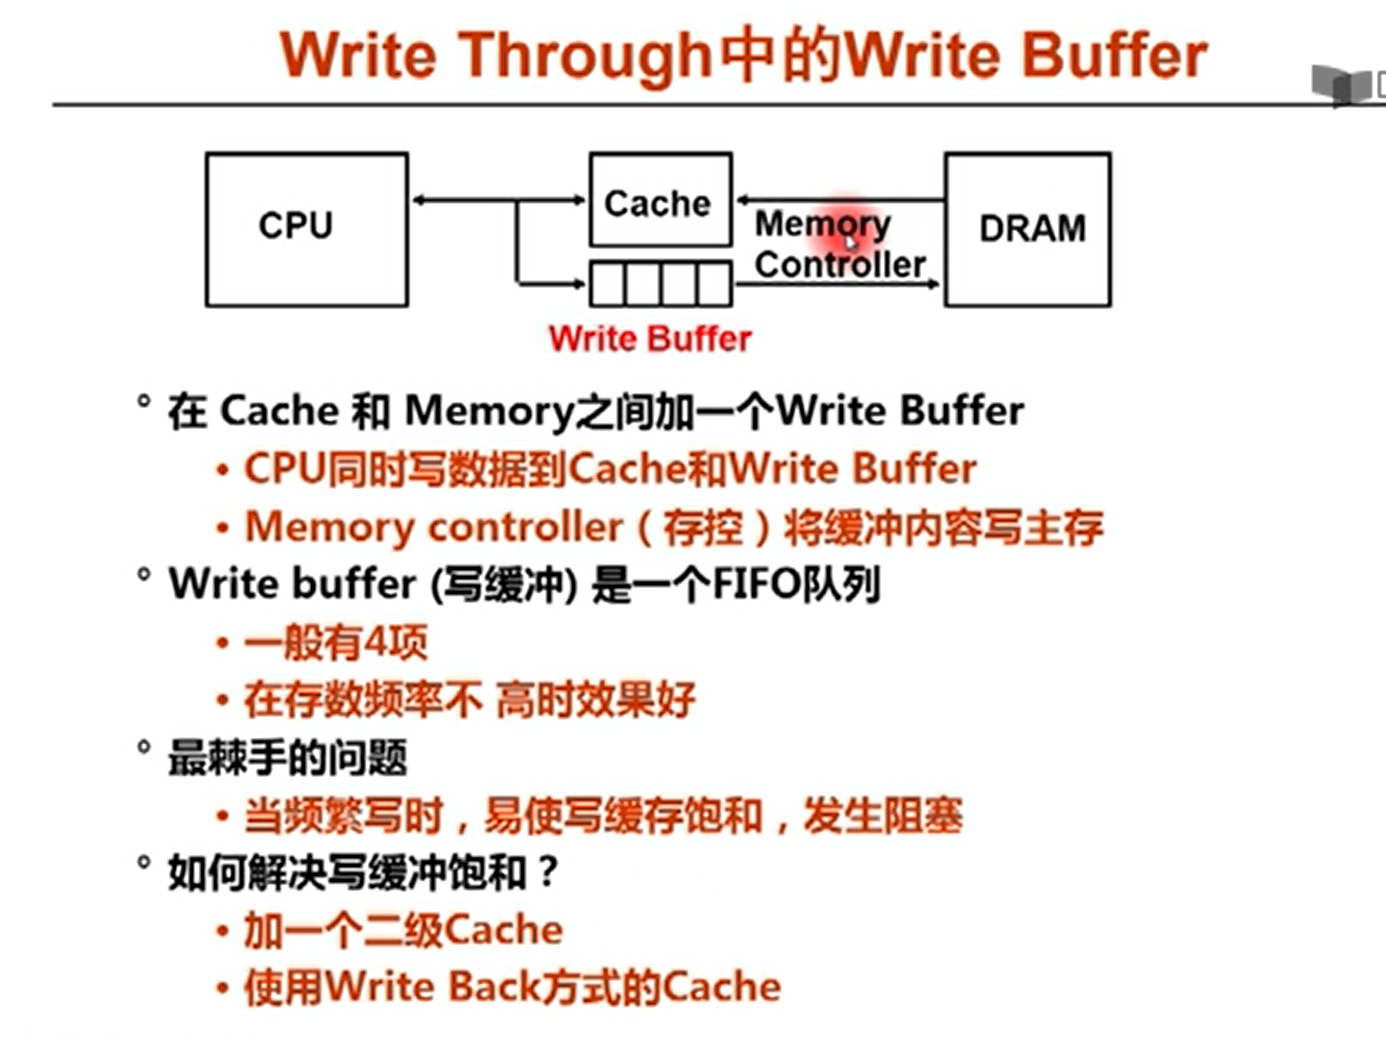 Write Through中的Write Buffer
CPU
Cache
Memory
Controller
DRAM
Write Buffer
° 在 Cache 和 Memory之间加一个Write Buffer
• CPU同时写数据到Cache和Write Buffer
• Memory controller（存控）将缓冲内容写主存
° Write buffer (写缓冲) 是一个FIFO队列
• 一般有4项
• 在存数频率不 高时效果好
° 最棘手的问题
• 当频繁写时，易使写缓存饱和，发生阻塞
° 如何解决写缓冲饱和？
• 加一个二级Cache
• 使用Write Back方式的Cache